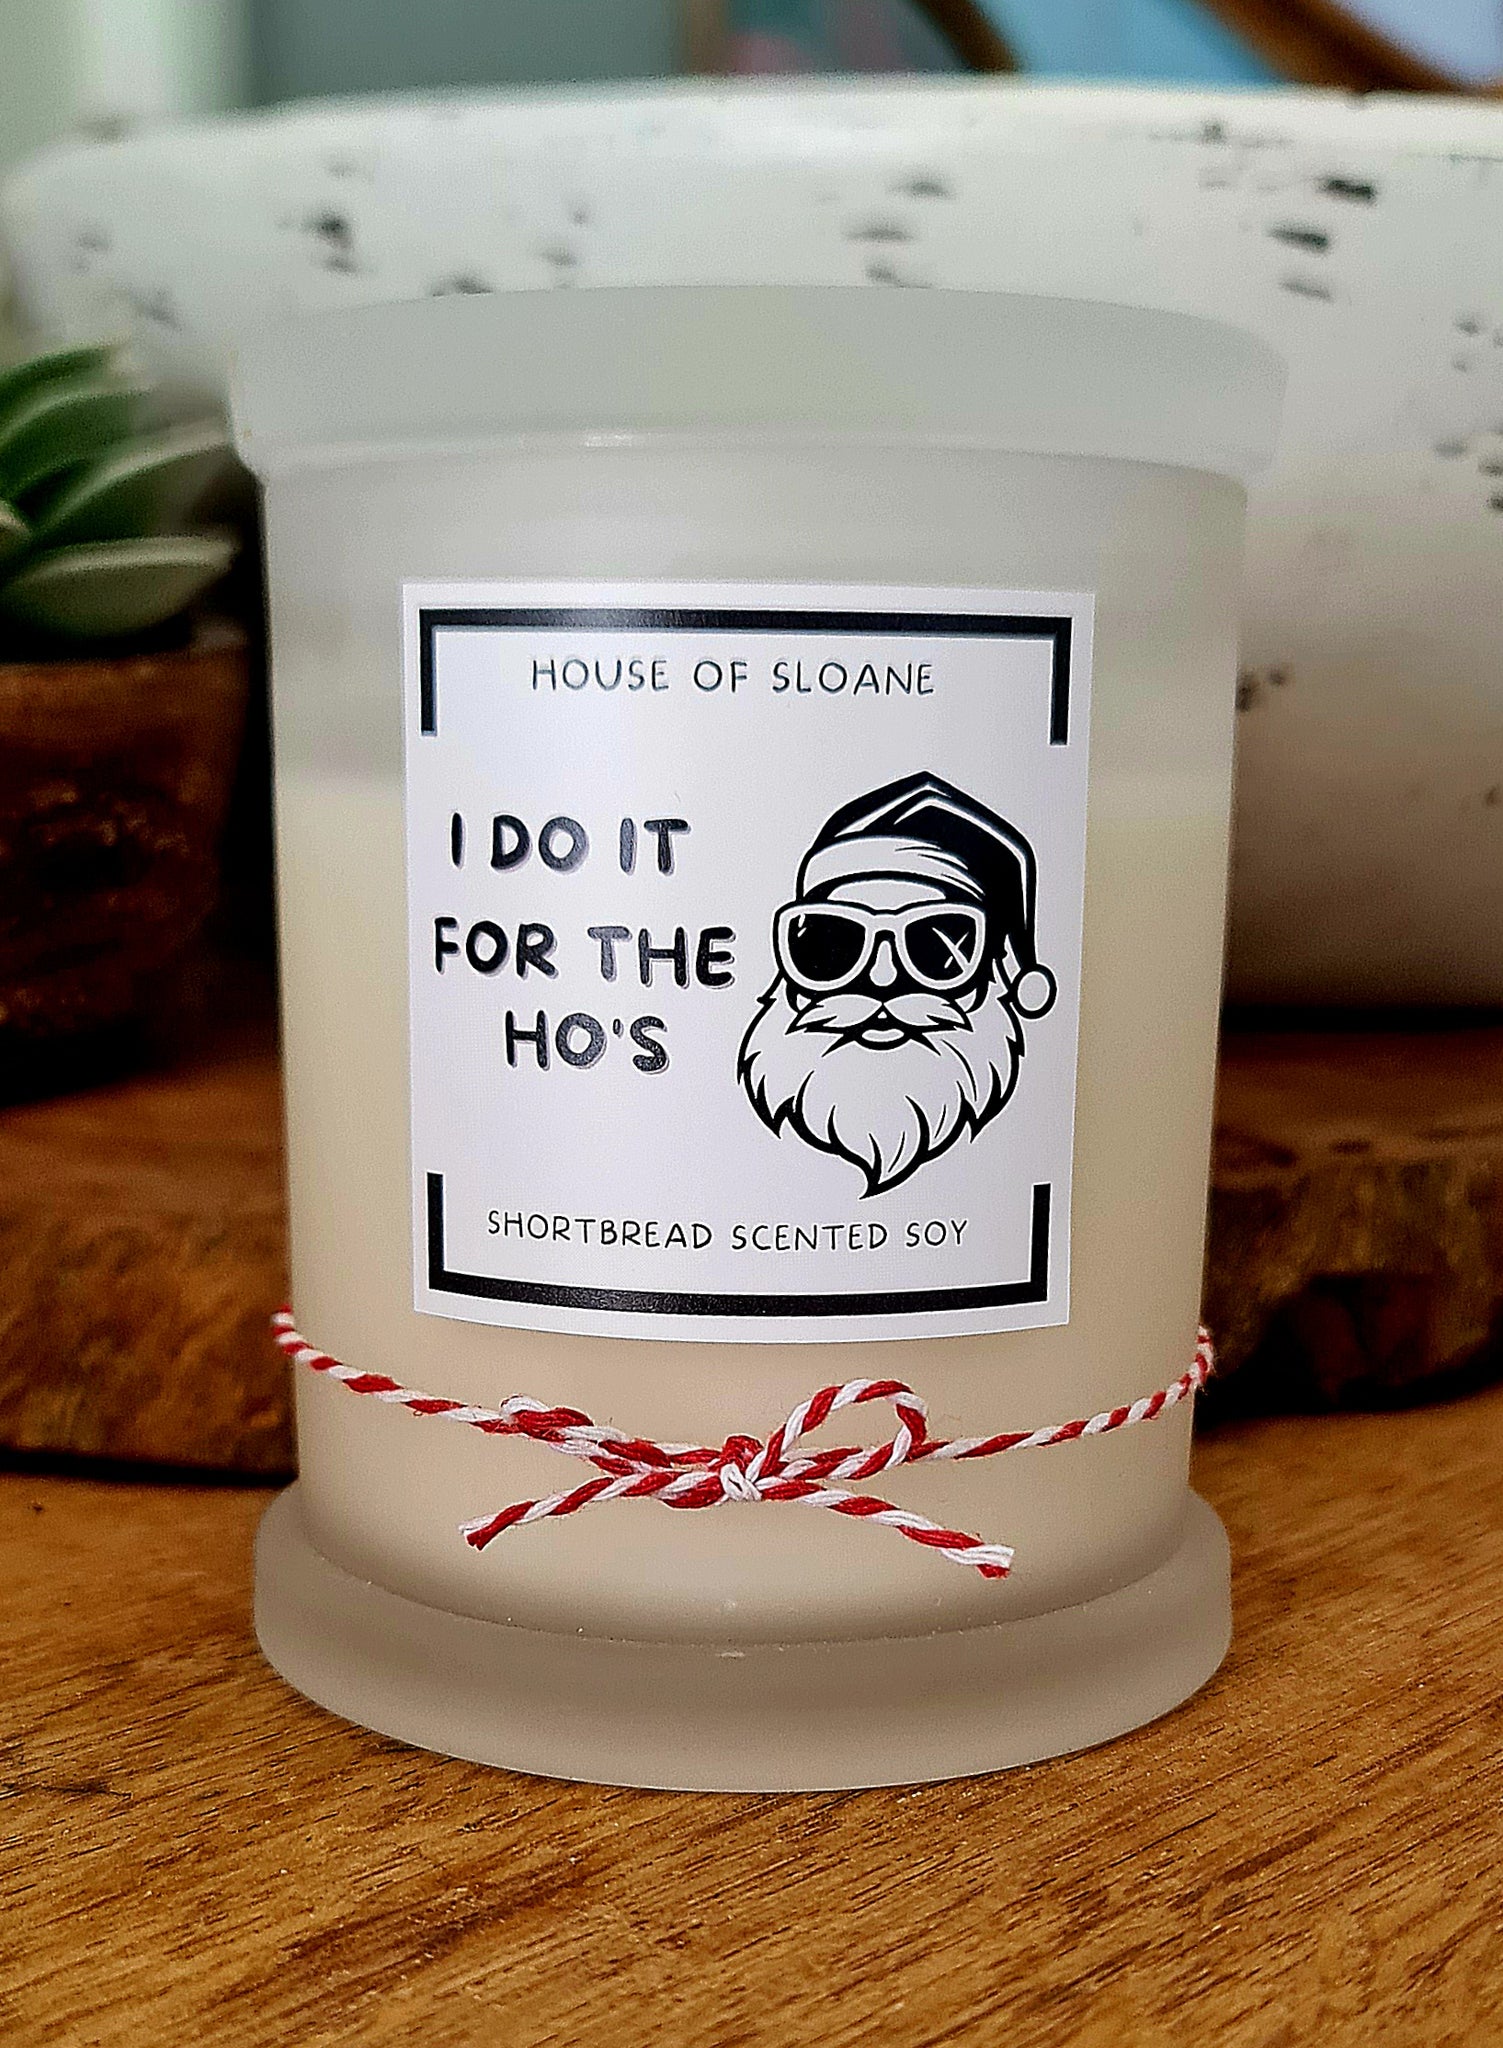 HOUSE OF SLOANE
I DO IT
FOR THE
HO'S
SHORTBREAD SCENTED SOY